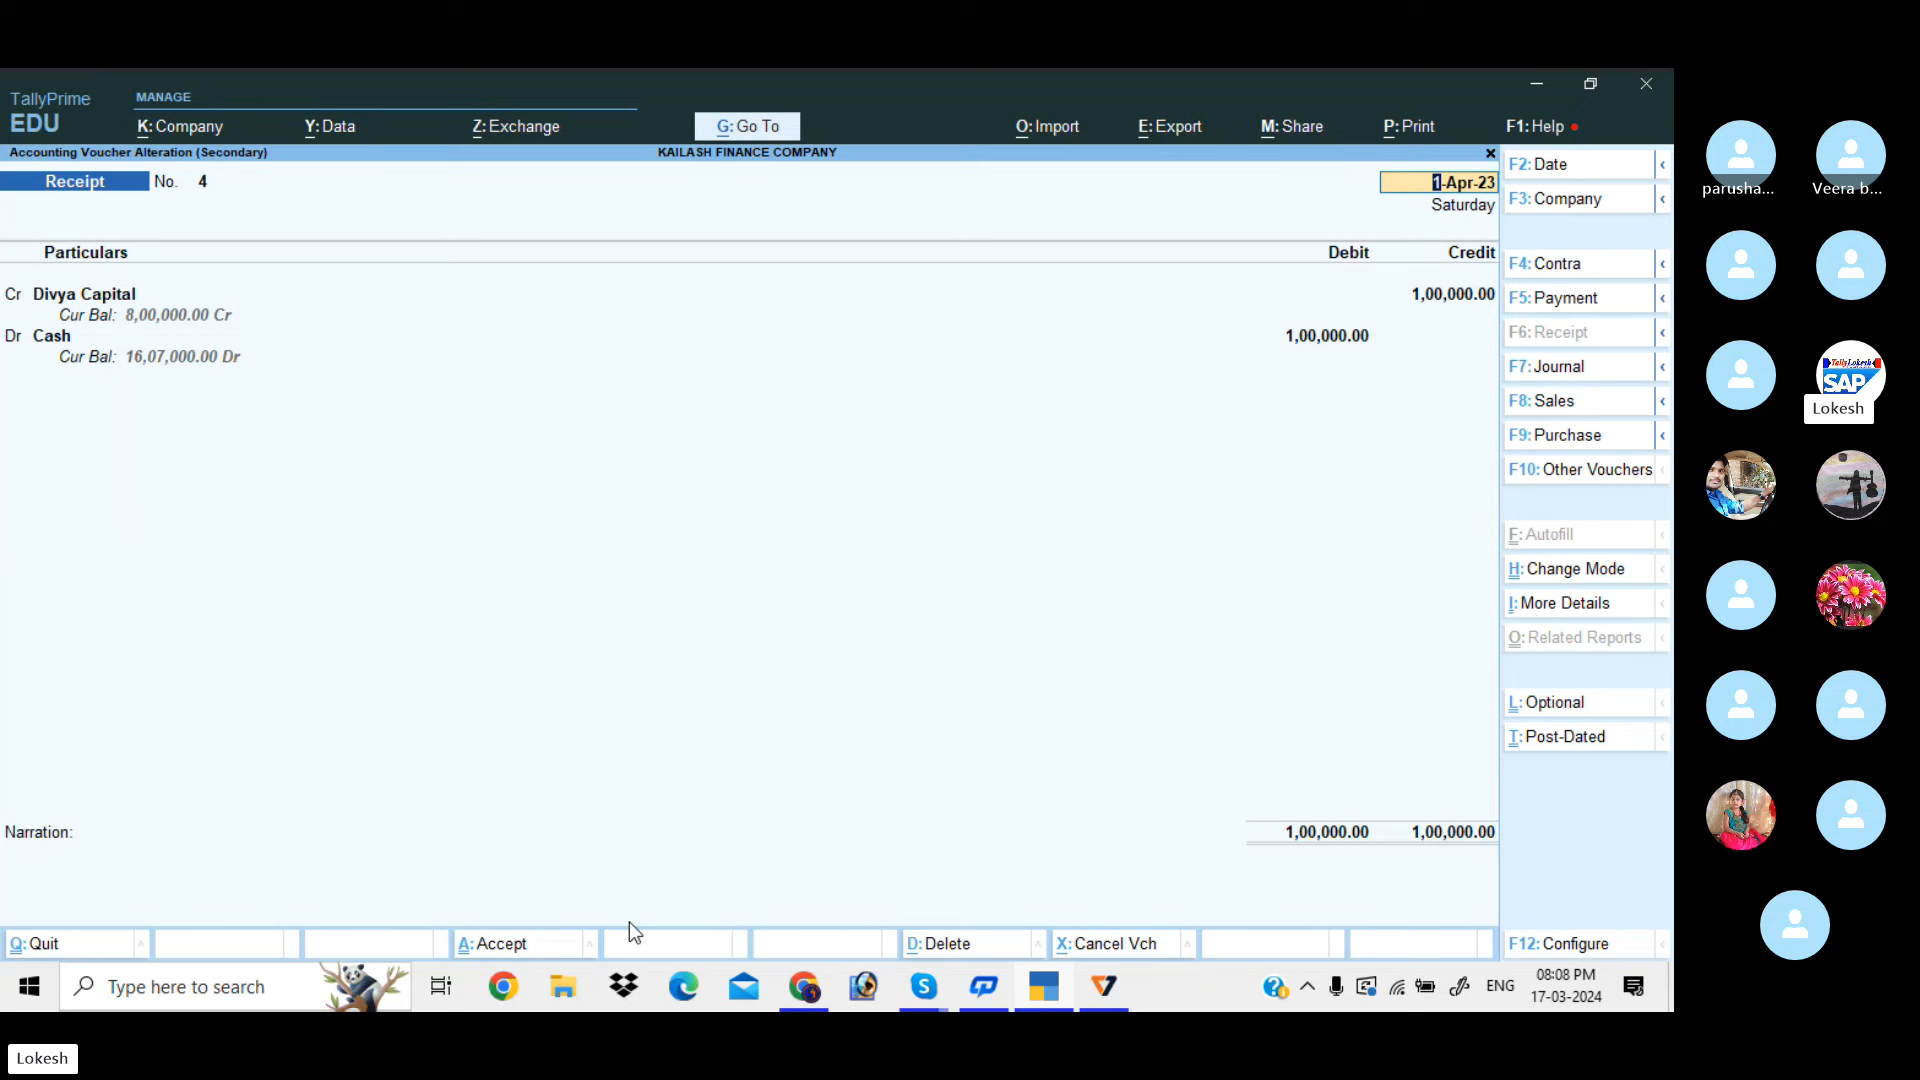 TallyPrime
EDU
MANAGE
K: Company
Y: Data
Z: Exchange
G: Go To
O: Import
E: Export
M: Share
P: Print
F1: Help
Accounting Voucher Alteration (Secondary)
KAILASH FINANCE COMPANY
Receipt No. 4
1-Apr-23
Saturday
Particulars Debit Credit
Cr Divya Capital 1,00,000.00
Cur Bal: 8,00,000.00 Cr
Dr Cash 1,00,000.00
Cur Bal: 16,07,000.00 Dr
Narration: 1,00,000.00 1,00,000.00
Q: Quit
A: Accept
D: Delete
X: Cancel Vch
F2: Date
F3: Company
F4: Contra
F5: Payment
F6: Receipt
F7: Journal
F8: Sales
F9: Purchase
F10: Other Vouchers
F: Autofill
H: Change Mode
I: More Details
O: Related Reports
L: Optional
T: Post-Dated
F12: Configure
Type here to search
ENG
08:08 PM
17-03-2024
parusha...
Veera b...
TallyLokesh
SAP
Lokesh
Lokesh